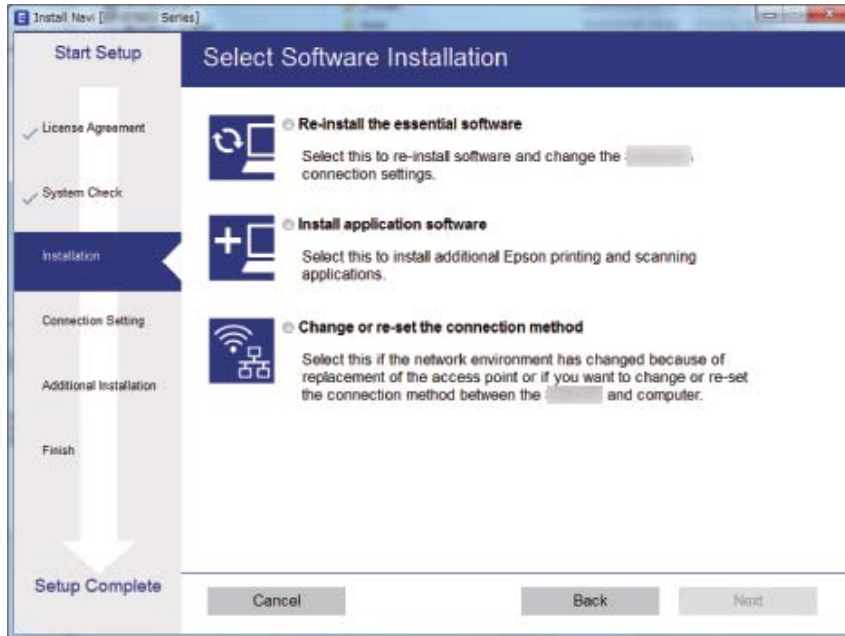 Install Navi [ Series]
Start Setup
License Agreement
System Check
Installation
Connection Setting
Additional Installation
Finish
Setup Complete
Select Software Installation
Re-install the essential software
Select this to re-install software and change the
connection settings.
Install application software
Select this to install additional Epson printing and scanning
applications.
Change or re-set the connection method
Select this if the network environment has changed because of
replacement of the access point or if you want to change or re-set
the connection method between the and computer.
Cancel
Back
Next